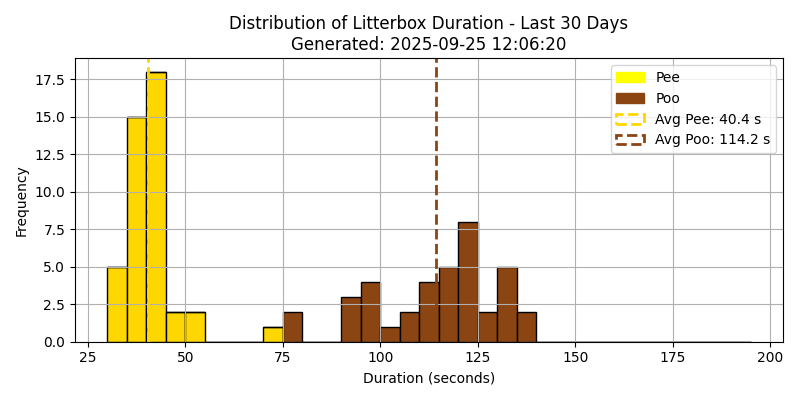 Distribution of Litterbox Duration - Last 30 Days
Generated: 2025-09-25 12:06:20
Pee
Poo
Avg Pee: 40.4 s
Avg Poo: 114.2 s
Frequency
17.5
15.0
12.5
10.0
7.5
5.0
2.5
0.0
25 50 75 100 125 150 175 200
Duration (seconds)